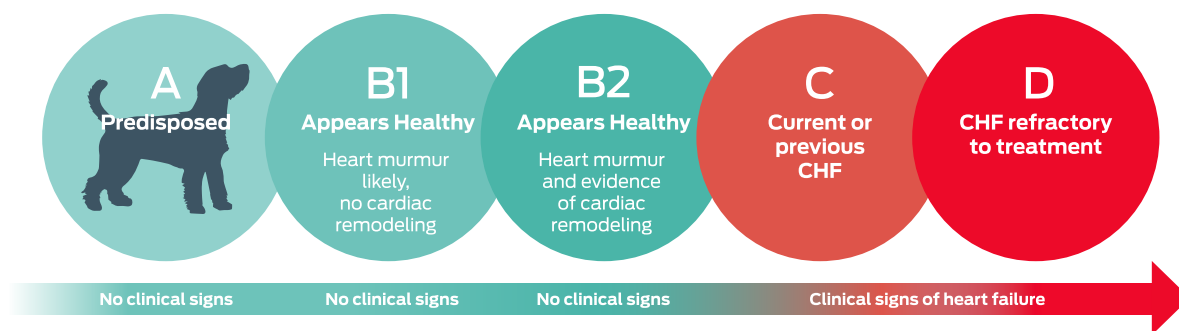 A
Predisposed
B1
Appears Healthy
Heart murmur
likely,
no cardiac
remodeling
B2
Appears Healthy
Heart murmur
and evidence
of cardiac
remodeling
C
Current or
previous
CHF
D
CHF refractory
to treatment
No clinical signs
No clinical signs
No clinical signs
Clinical signs of heart failure